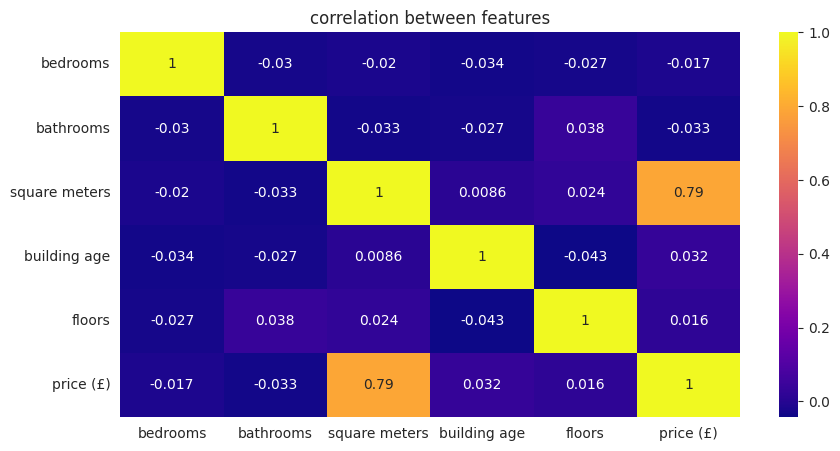 correlation between features
bedrooms 1 -0.03 -0.02 -0.034 -0.027 -0.017
bathrooms -0.03 1 -0.033 -0.027 0.038 -0.033
square meters -0.02 -0.033 1 0.0086 0.024 0.79
building age -0.034 -0.027 0.0086 1 -0.043 0.032
floors -0.027 0.038 0.024 -0.043 1 0.016
price (£) -0.017 -0.033 0.79 0.032 0.016 1
bedrooms bathrooms square meters building age floors price (£)
1.0
0.8
0.6
0.4
0.2
0.0